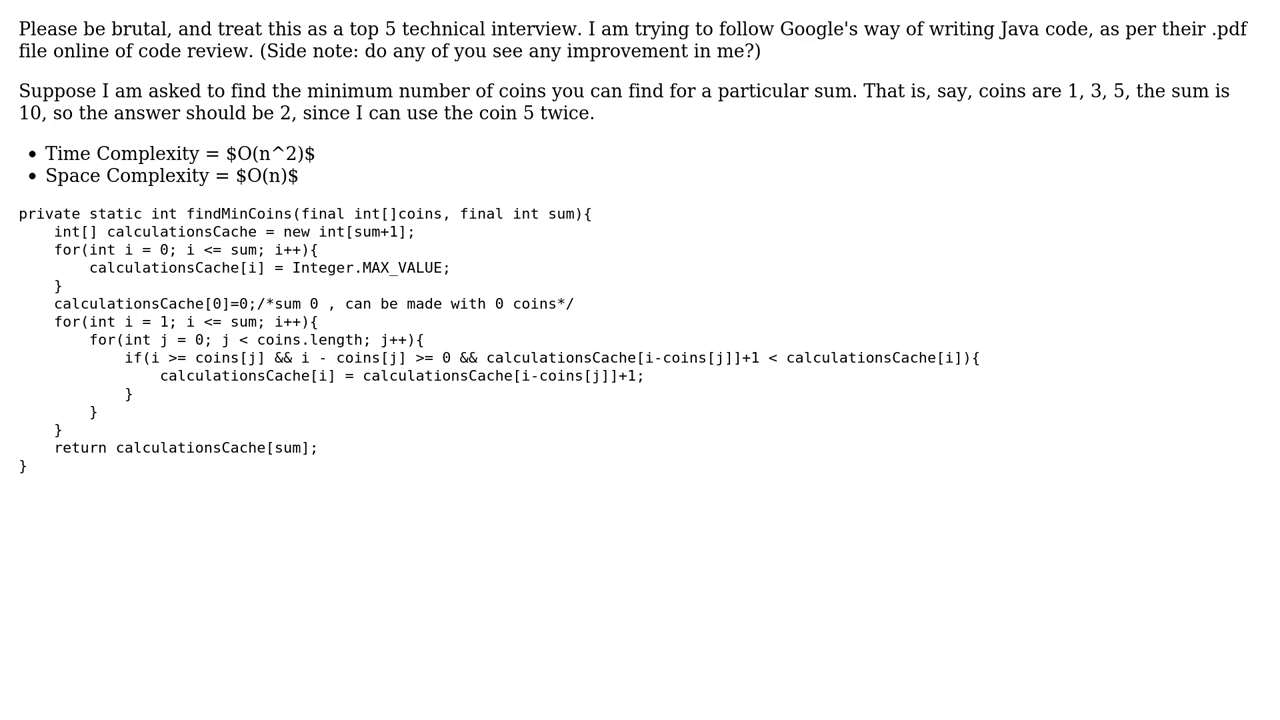 Please be brutal, and treat this as a top 5 technical interview. I am trying to follow Google's way of writing Java code, as per their .pdf
file online of code review. (Side note: do any of you see any improvement in me?)
Suppose I am asked to find the minimum number of coins you can find for a particular sum. That is, say, coins are 1, 3, 5, the sum is
10, so the answer should be 2, since I can use the coin 5 twice.
• Time Complexity = $O(n^2)$
• Space Complexity = $O(n)$
private static int findMinCoins(final int[]coins, final int sum){
    int[] calculationsCache = new int[sum+1];
    for(int i = 0; i <= sum; i++){
        calculationsCache[i] = Integer.MAX_VALUE;
    }
    calculationsCache[0]=0;/*sum 0 , can be made with 0 coins*/
    for(int i = 1; i <= sum; i++){
        for(int j = 0; j < coins.length; j++){
            if(i >= coins[j] && i - coins[j] >= 0 && calculationsCache[i-coins[j]]+1 < calculationsCache[i]){
                calculationsCache[i] = calculationsCache[i-coins[j]]+1;
            }
        }
    }
    return calculationsCache[sum];
}